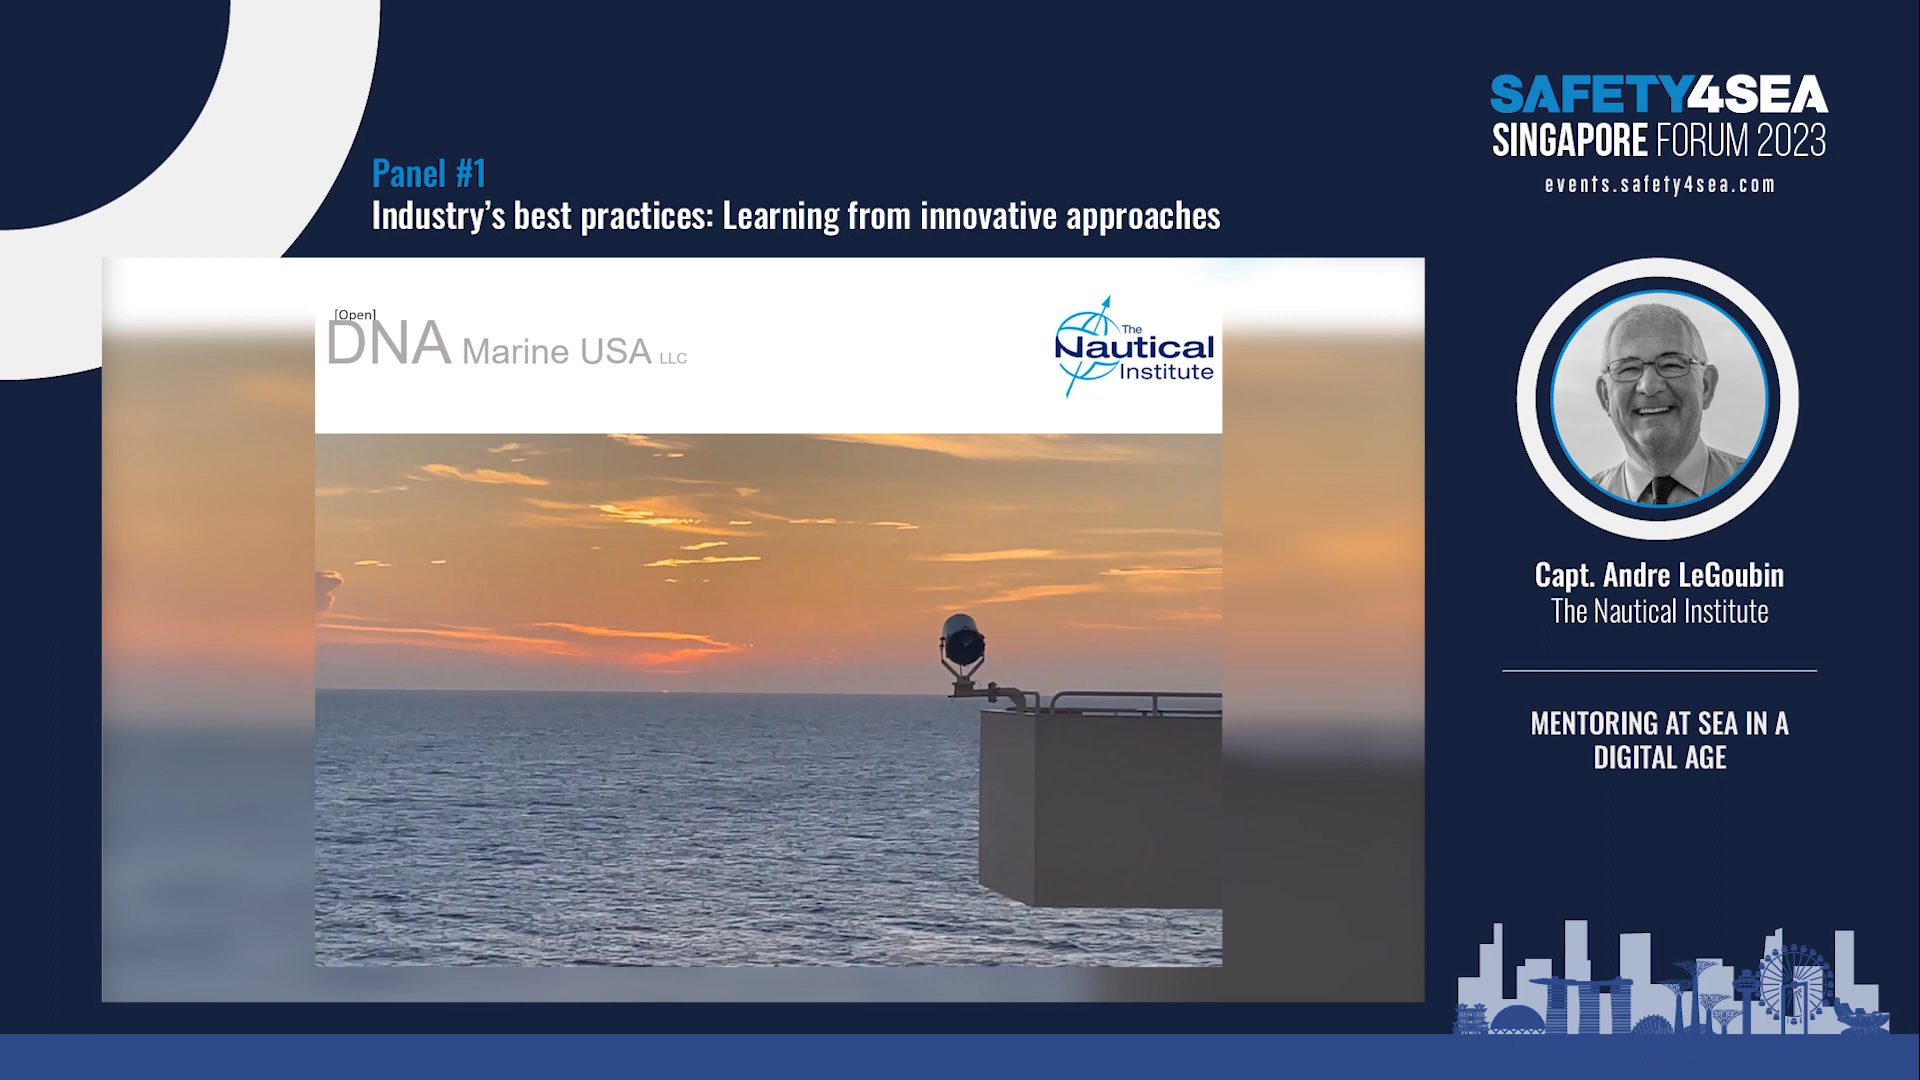 SAFETY4SEA
SINGAPORE FORUM 2023
events.safety4sea.com
Panel #1
Industry’s best practices: Learning from innovative approaches
[Open]
DNA Marine USA LLC
The
Nautical
Institute
Capt. Andre LeGoubin
The Nautical Institute
MENTORING AT SEA IN A
DIGITAL AGE